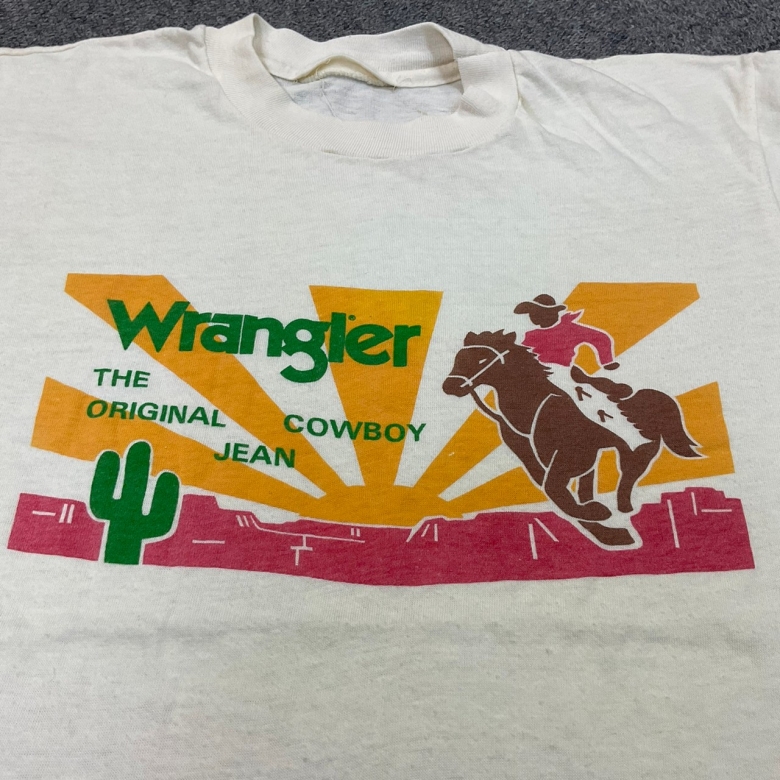 Wrangler®
THE
ORIGINAL COWBOY
JEAN